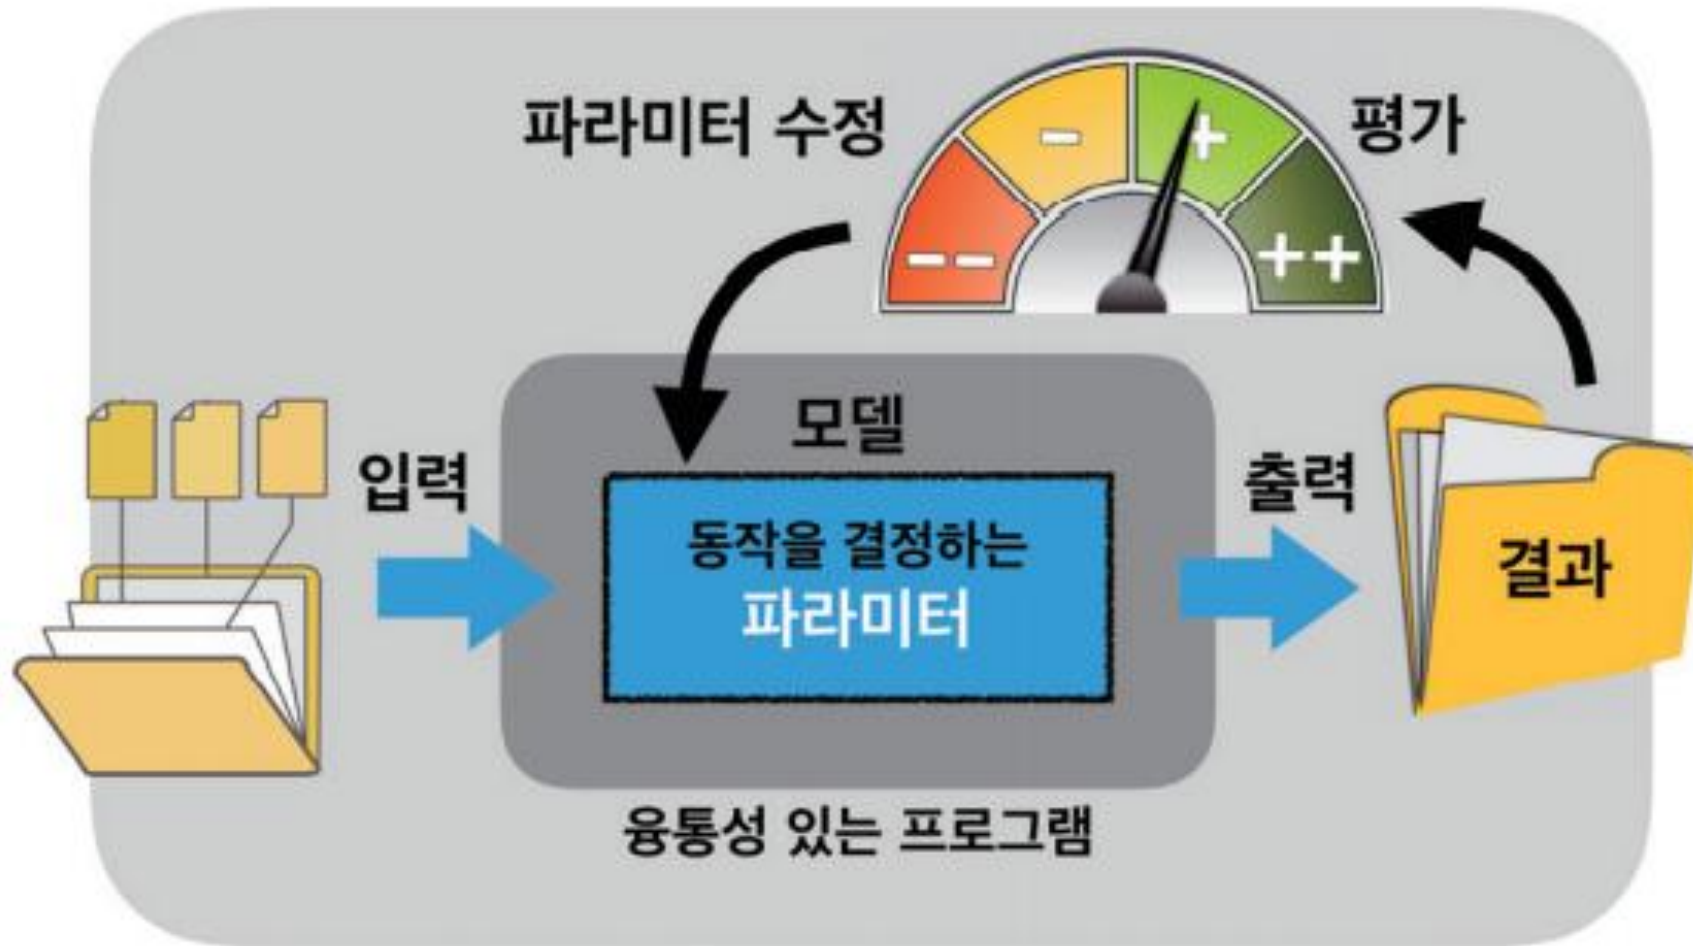 파라미터 수정
평가
--
-
+
++
모델
입력
동작을 결정하는
파라미터
출력
결과
융통성 있는 프로그램